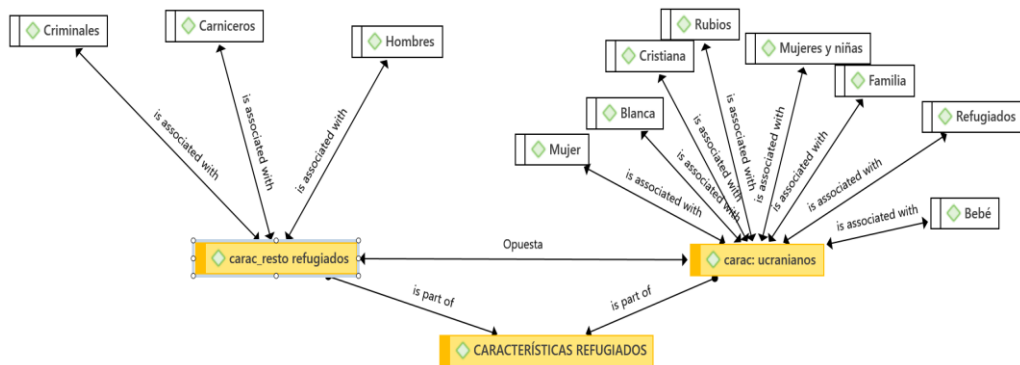 Criminales
Carniceros
Hombres
Rubios
Cristiana
Mujeres y niñas
Familia
Blanca
Refugiados
Mujer
Bebé
is associated with
is associated with
is associated with
is associated with
is associated with
is associated with
is associated with
is associated with
is associated with
is associated with
is associated with
carac_resto refugiados
Opuesta
carac: ucranianos
is part of
is part of
CARACTERÍSTICAS REFUGIADOS